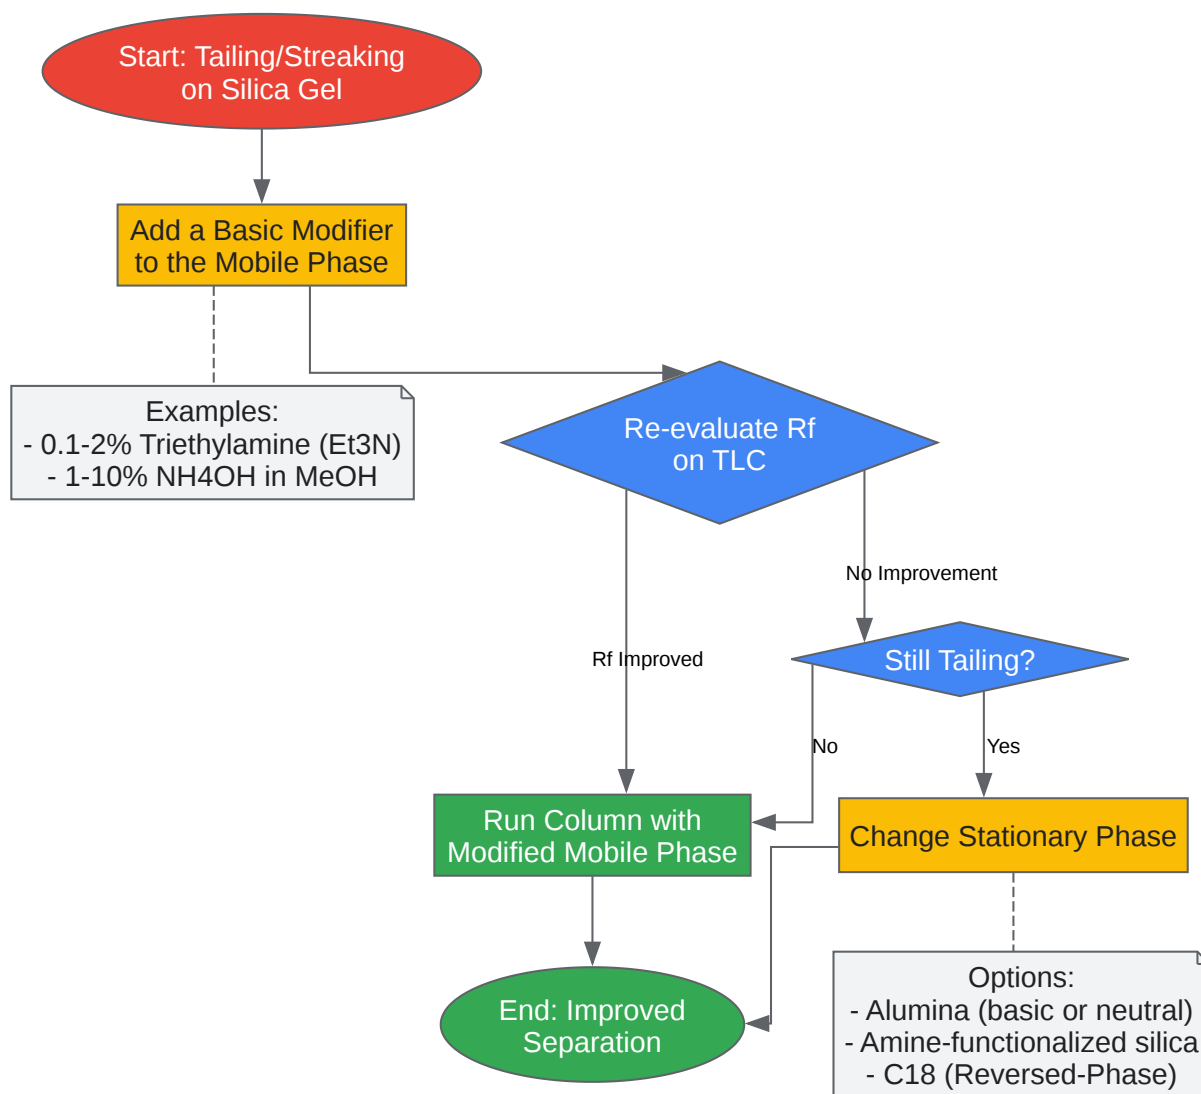 Start: Tailing/Streaking
on Silica Gel
Add a Basic Modifier
to the Mobile Phase
Examples:
- 0.1-2% Triethylamine (Et3N)
- 1-10% NH4OH in MeOH
Re-evaluate Rf
on TLC
No Improvement
Rf Improved
Still Tailing?
No
Yes
Run Column with
Modified Mobile Phase
Change Stationary Phase
End: Improved
Separation
Options:
- Alumina (basic or neutral)
- Amine-functionalized silica
- C18 (Reversed-Phase)